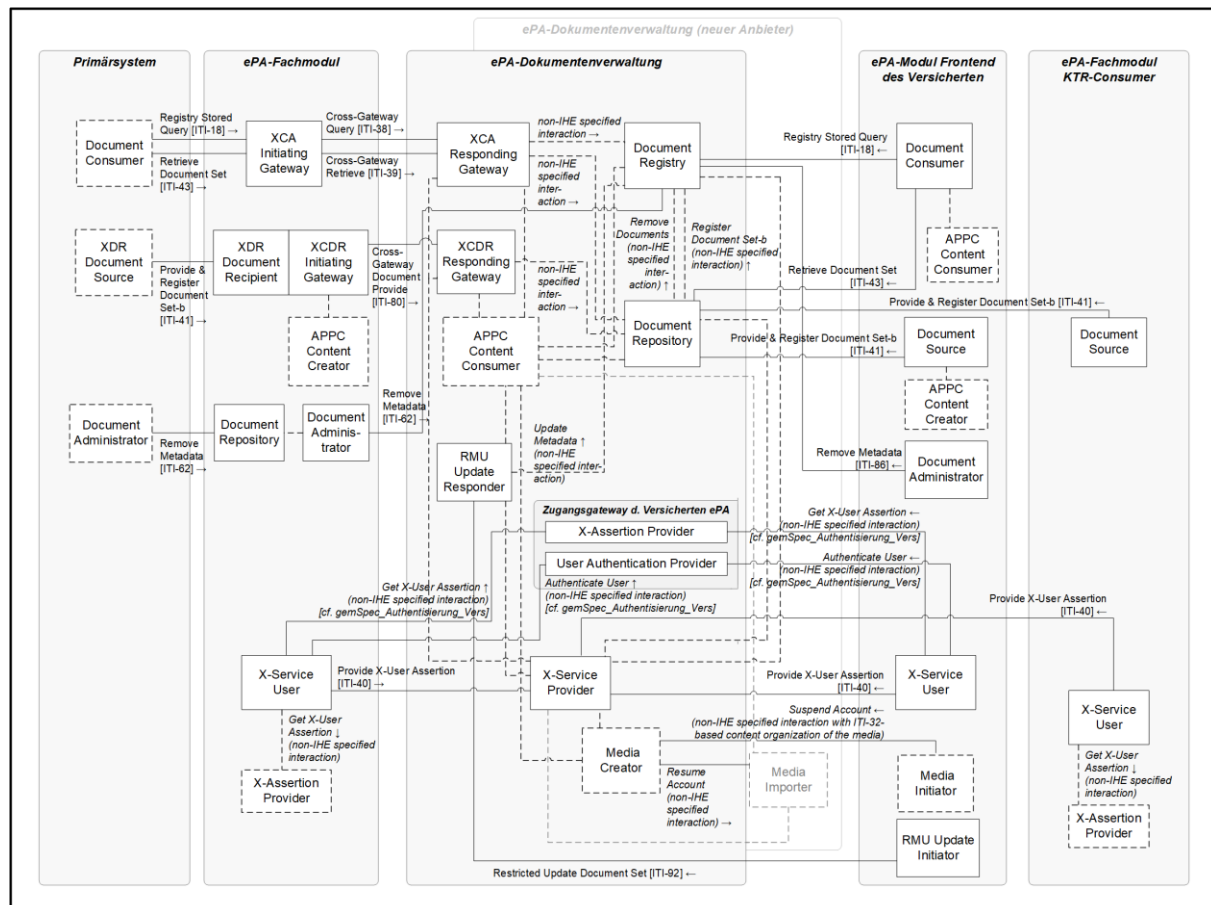 ePA-Dokumentenverwaltung (neuer Anbieter)
Primärsystem
ePA-Fachmodul
ePA-Dokumentenverwaltung
ePA-Modul Frontend
des Versicherten
ePA-Fachmodul
KTR-Consumer
Document
Consumer
Registry Stored
Query [ITI-18] →
Retrieve
Document Set
[ITI-43] →
XCA
Initiating
Gateway
Cross-Gateway
Query [ITI-38] →
Cross-Gateway
Retrieve [ITI-39] →
XCA
Responding
Gateway
non-IHE specified
interaction →
non-IHE
specified
inter-
action →
Document
Registry
Registry Stored Query
[ITI-18] ←
Document
Consumer
APPC
Content
Consumer
XDR
Document
Source
Provide &
Register
Document
Set-b
[ITI-41] →
XDR
Document
Recipient
XCDR
Initiating
Gateway
Cross-
Gateway
Document
Provide
[ITI-80] →
XCDR
Responding
Gateway
non-IHE
specified
inter-
action →
Remove
Documents
(non-IHE
specified
inter-
action) ↑
Register
Document Set-b
(non-IHE specified
interaction) ↑
Retrieve Document Set
[ITI-43] ←
Provide & Register Document Set-b [ITI-41] ←
APPC
Content
Creator
APPC
Content
Consumer
Document
Repository
Provide & Register Document Set-b
[ITI-41] ←
Document
Source
Document
Source
APPC
Content
Creator
Document
Administrator
Remove
Metadata
[ITI-62] →
Document
Repository
Document
Adminis-
trator
Remove
Metadata
[ITI-62] →
Update
Metadata ↑
(non-IHE
specified inter-
action)
RMU
Update
Responder
Remove Metadata
[ITI-86] ←
Document
Administrator
Zugangsgateway d. Versicherten ePA
X-Assertion Provider
User Authentication Provider
Get X-User Assertion ←
(non-IHE specified interaction)
[cf. gemSpec_Authentisierung_Vers]
Authenticate User ←
(non-IHE specified interaction)
[cf. gemSpec_Authentisierung_Vers]
Get X-User Assertion ↑
(non-IHE specified interaction)
[cf. gemSpec_Authentisierung_Vers]
Authenticate User ↑
(non-IHE specified interaction)
[cf. gemSpec_Authentisierung_Vers]
Provide X-User Assertion
[ITI-40] ←
X-Service
User
Provide X-User Assertion
[ITI-40] →
X-Service
Provider
Provide X-User Assertion
[ITI-40] ←
X-Service
User
X-Service
User
Get X-User
Assertion ↓
(non-IHE specified
interaction)
X-Assertion
Provider
Suspend Account ←
(non-IHE specified interaction with ITI-32-
based content organization of the media)
Media
Creator
Resume
Account
(non-IHE
specified
interaction) →
Media
Importer
Media
Initiator
Get X-User
Assertion ↓
(non-IHE specified
interaction)
X-Assertion
Provider
RMU Update
Initiator
Restricted Update Document Set [ITI-92] ←